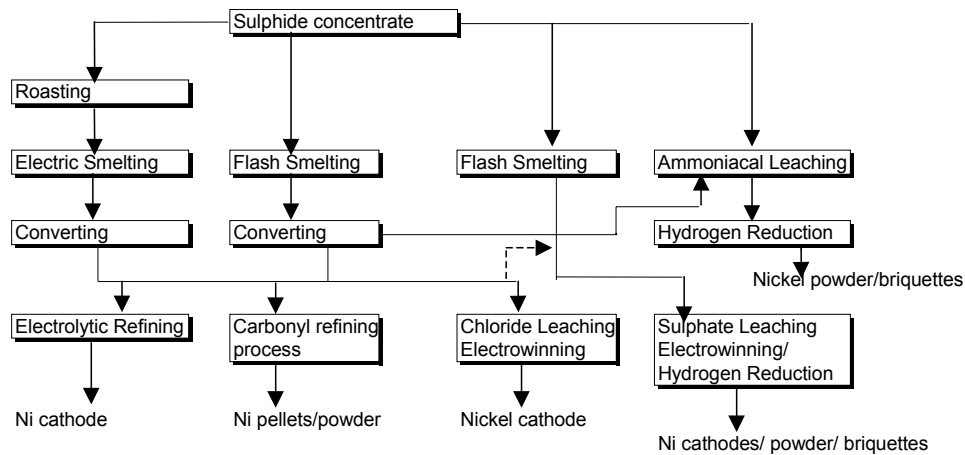 Sulphide concentrate
Roasting
Electric Smelting
Flash Smelting
Flash Smelting
Ammoniacal Leaching
Converting
Converting
Hydrogen Reduction
Nickel powder/briquettes
Electrolytic Refining
Carbonyl refining
process
Chloride Leaching
Electrowinning
Sulphate Leaching
Electrowinning/
Hydrogen Reduction
Ni cathode
Ni pellets/powder
Nickel cathode
Ni cathodes/ powder/ briquettes